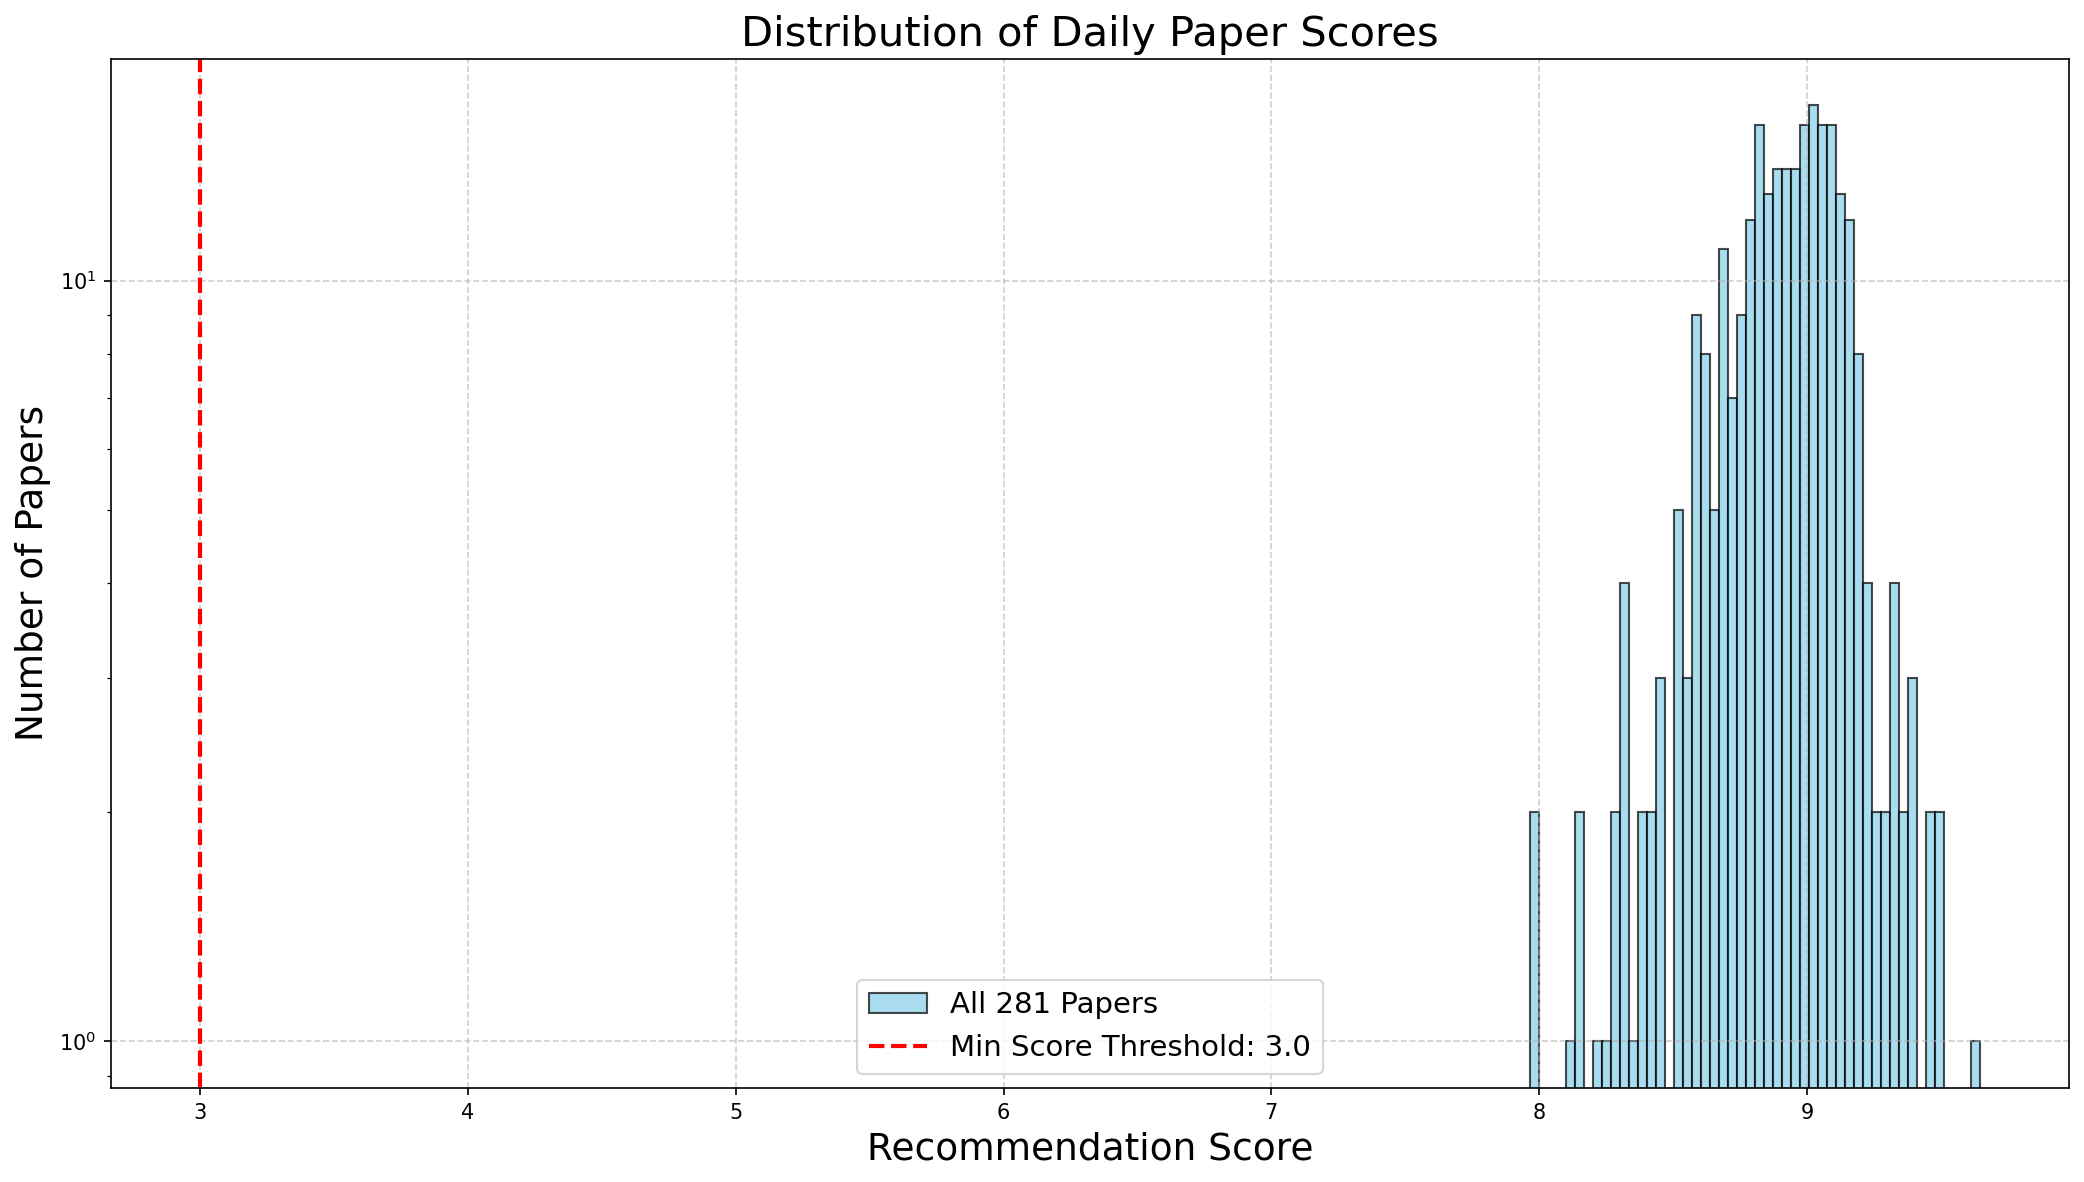 Distribution of Daily Paper Scores
Number of Papers
10¹
10⁰
All 281 Papers
Min Score Threshold: 3.0
3 4 5 6 7 8 9
Recommendation Score